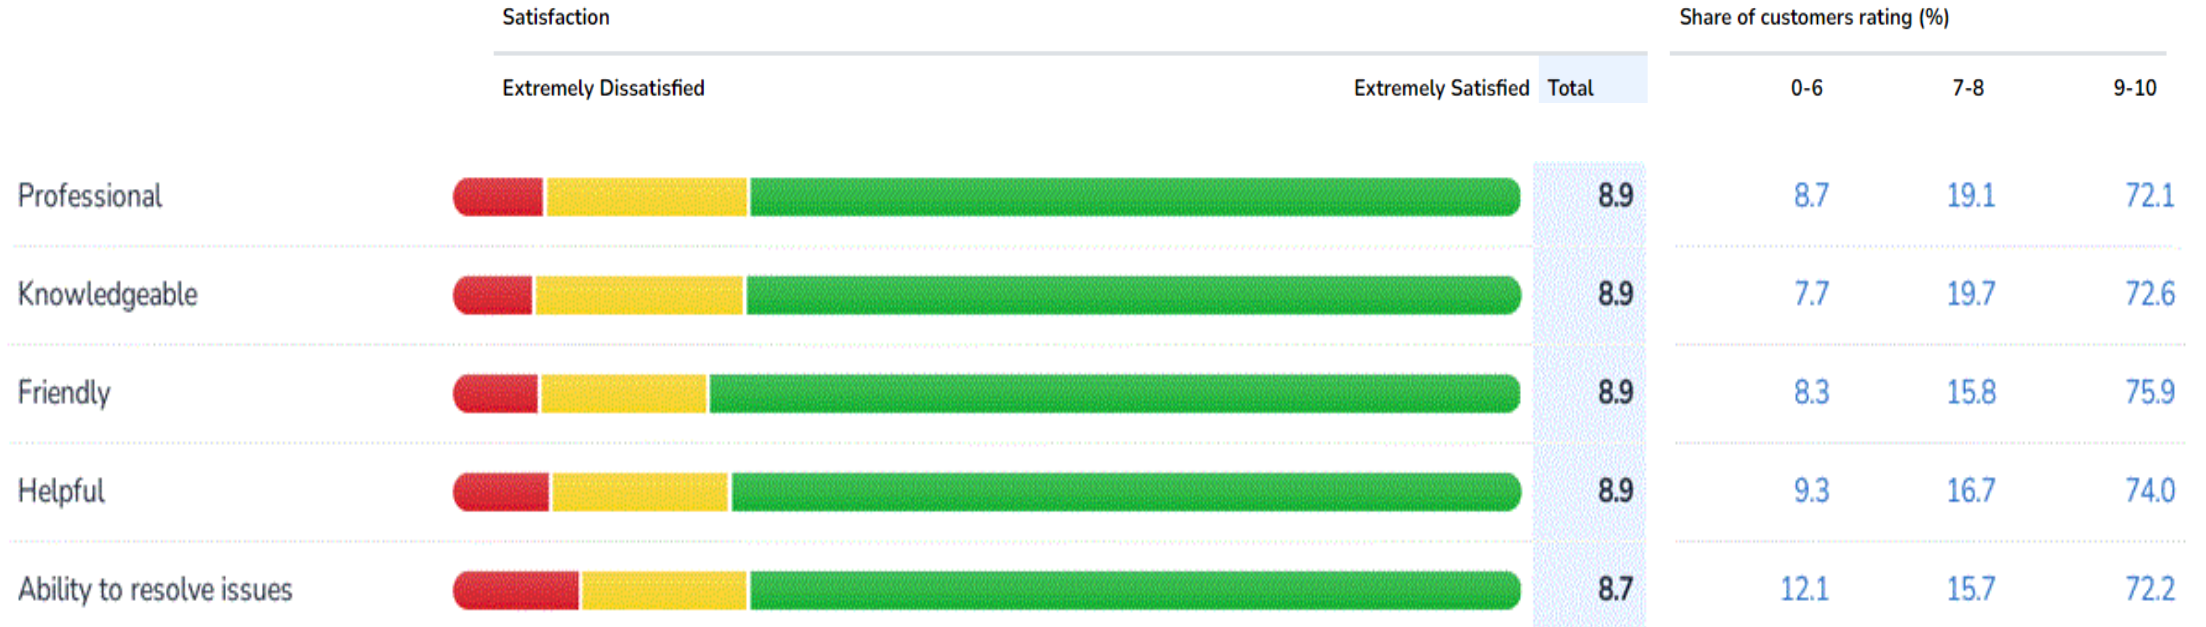 Satisfaction Share of customers rating (%)
Extremely Dissatisfied Extremely Satisfied Total 0-6 7-8 9-10
Professional 8.9 8.7 19.1 72.1
Knowledgeable 8.9 7.7 19.7 72.6
Friendly 8.9 8.3 15.8 75.9
Helpful 8.9 9.3 16.7 74.0
Ability to resolve issues 8.7 12.1 15.7 72.2